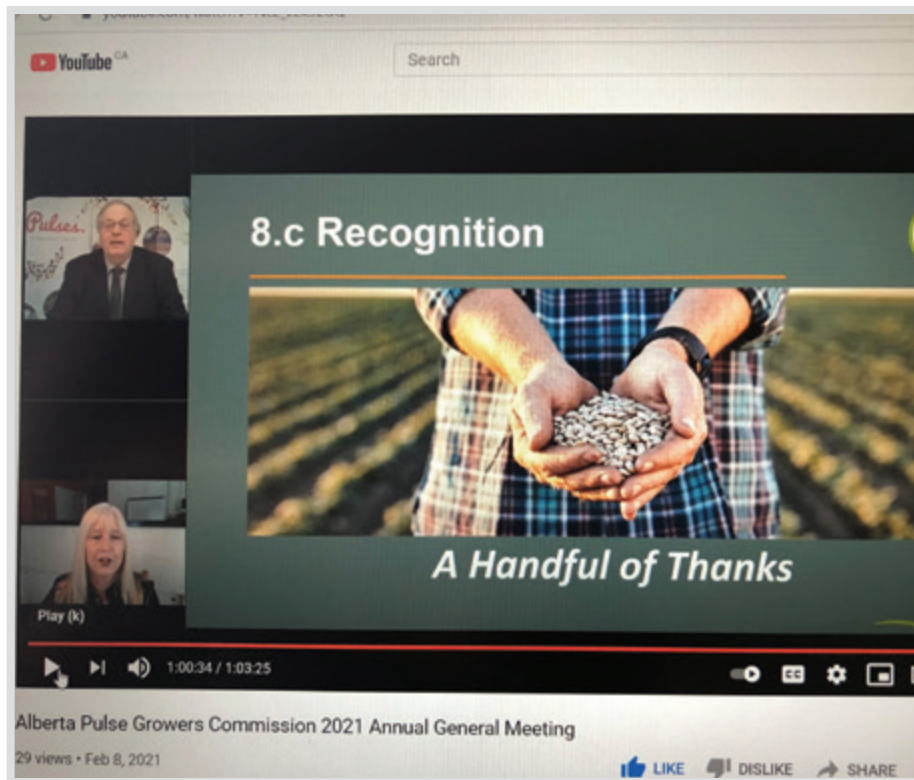 YouTube CA
Search
Pulses.
8.c Recognition
A Handful of Thanks
Play (k)
1:00:34 / 1:03:25
CC
Alberta Pulse Growers Commission 2021 Annual General Meeting
29 views • Feb 8, 2021
LIKE DISLIKE SHARE